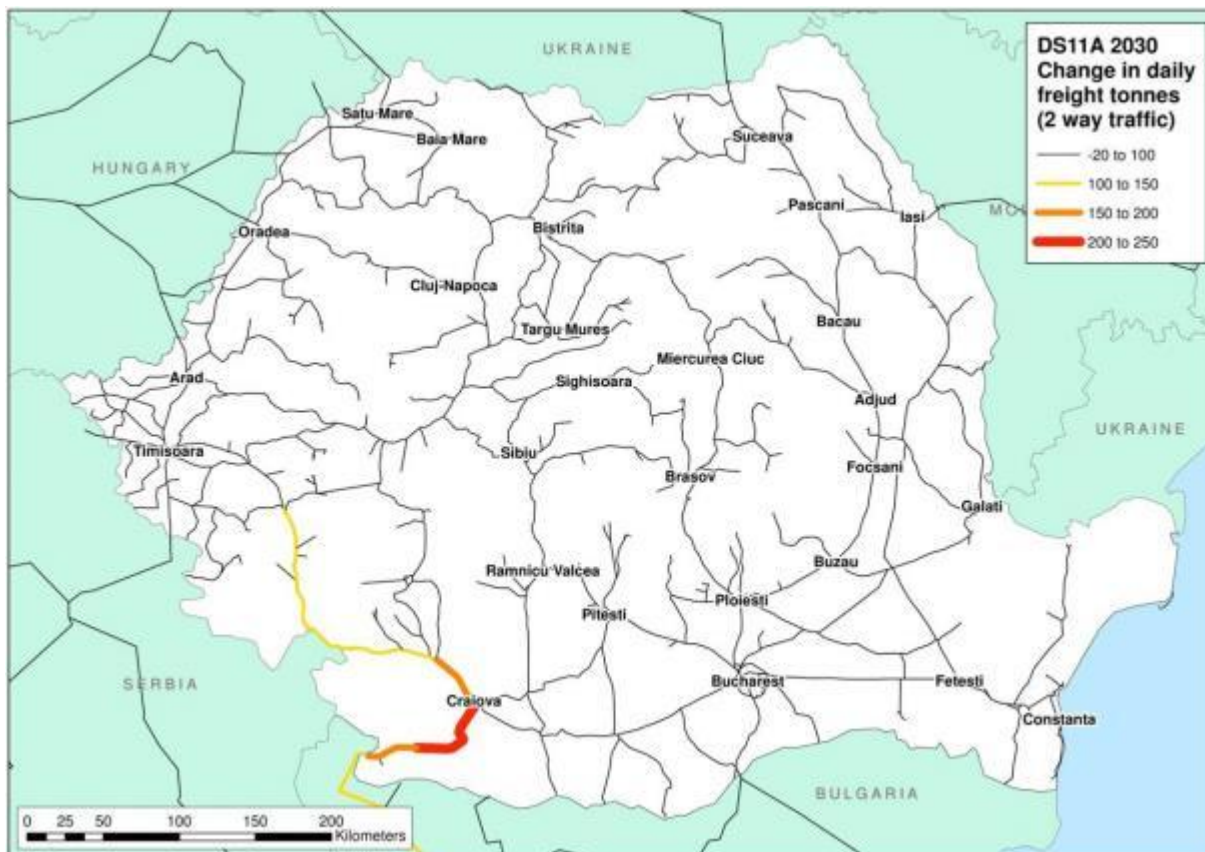 UKRAINE
DS11A 2030
Change in daily
freight tonnes
(2 way traffic)
-20 to 100
100 to 150
150 to 200
200 to 250
HUNGARY
Satu Mare
Baia Mare
Suceava
Pascani
Iasi
MO
Oradea
Bistrita
Cluj-Napoca
Targu Mures
Bacau
Miercurea Ciuc
Arad
Sighisoara
Adjud
UKRAINE
Timisoara
Sibiu
Brasov
Focsani
Galati
Ramnicu Valcea
Buzau
Pitesti
Ploiesti
SERBIA
Craiova
Bucharest
Fetesti
Constanta
BULGARIA
0 25 50 100 150 200
Kilometers